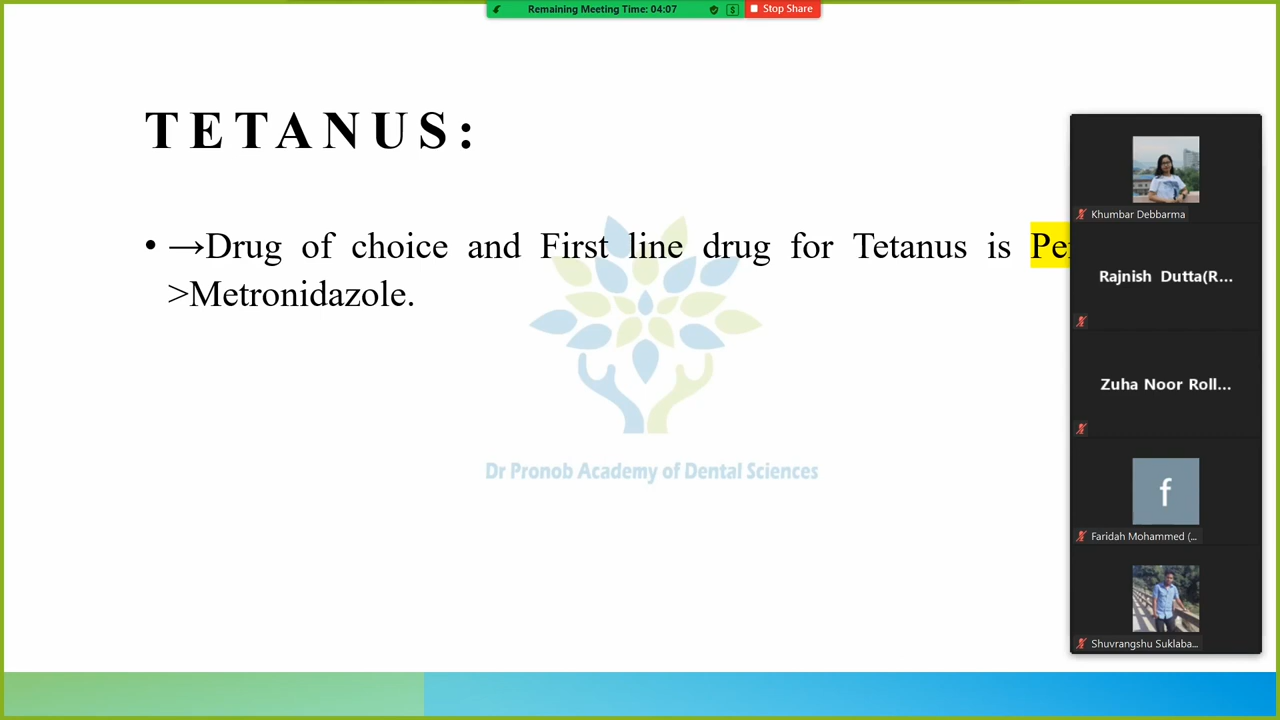 Remaining Meeting Time: 04:07
Stop Share
TETANUS:
• →Drug of choice and First line drug for Tetanus is
>Metronidazole.
Dr Pronob Academy of Dental Sciences
Khumbar Debbarma
Rajnish Dutta(R...
Zuha Noor Roll...
f
Faridah Mohammed (...
Shuvrangshu Suklaba...